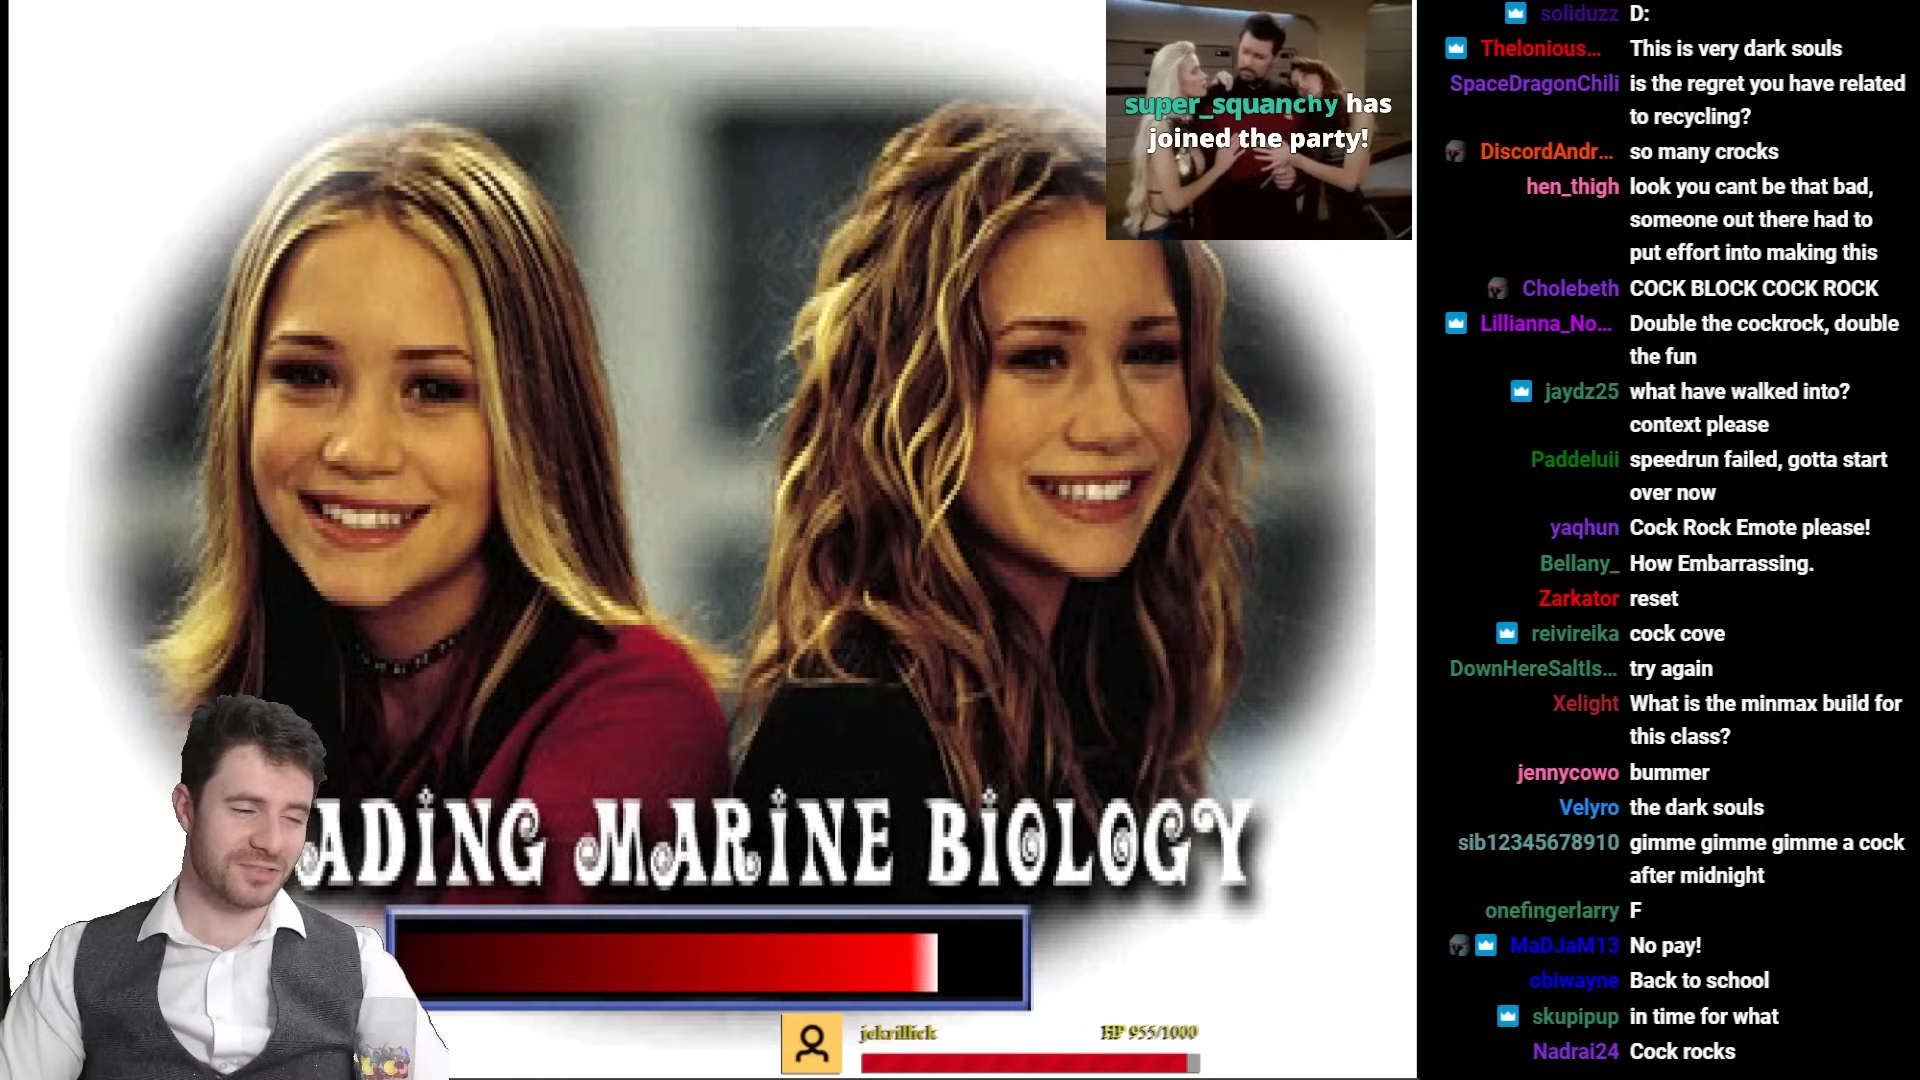 super_squanchy has
joined the party!
ADING MARINE BIOLOGY
jekrillick
HP 955/1000
soliduzz D:
Thelonious... This is very dark souls
SpaceDragonChili is the regret you have related
to recycling?
DiscordAndr... so many crocks
hen_thigh look you cant be that bad,
someone out there had to
put effort into making this
Cholebeth COCK BLOCK COCK ROCK
Lillianna_No... Double the cockrock, double
the fun
jaydz25 what have walked into?
context please
Paddeluii speedrun failed, gotta start
over now
yaqhun Cock Rock Emote please!
Bellany_ How Embarrassing.
Zarkator reset
reivireika cock cove
DownHereSaltIs... try again
Xelight What is the minmax build for
this class?
jennycowo bummer
Velyro the dark souls
sib12345678910 gimme gimme gimme a cock
after midnight
onefingerlarry F
MaDJaM13 No pay!
obiwayne Back to school
skupipup in time for what
Nadrai24 Cock rocks